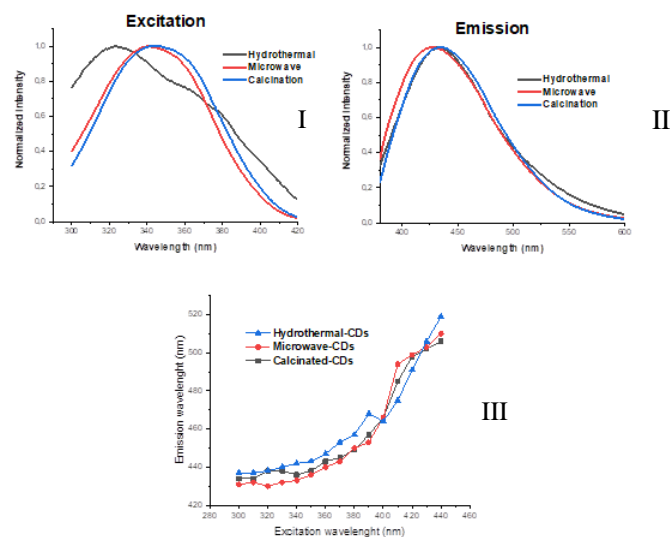 Excitation
Hydrothermal
Microwave
Calcination
Normalized Intensity
1,0
0,8
0,6
0,4
0,2
0,0
300 320 340 360 380 400 420
Wavelength (nm)
I
Emission
Hydrothermal
Microwave
Calcination
Normalized Intensity
1,0
0,8
0,6
0,4
0,2
0,0
400 450 500 550 600
Wavelength (nm)
II
Hydrothermal-CDs
Microwave-CDs
Calcinated-CDs
Emission wavelenght (nm)
520
500
480
460
440
420
280 300 320 340 360 380 400 420 440 460
Excitation wavelenght (nm)
III